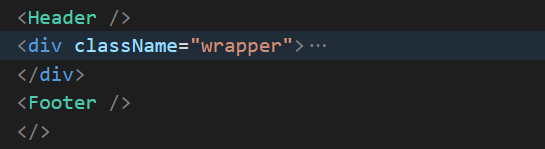 <Header />
<div className="wrapper">⋯
</div>
<Footer />
</>